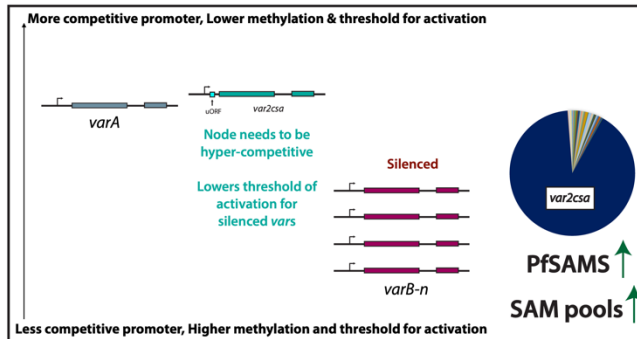 More competitive promoter, Lower methylation & threshold for activation
varA
uORF
var2csa
Node needs to be
hyper-competitive
Lowers threshold of
activation for
silenced vars
Silenced
varB-n
var2csa
PfSAMS
SAM pools
Less competitive promoter, Higher methylation and threshold for activation